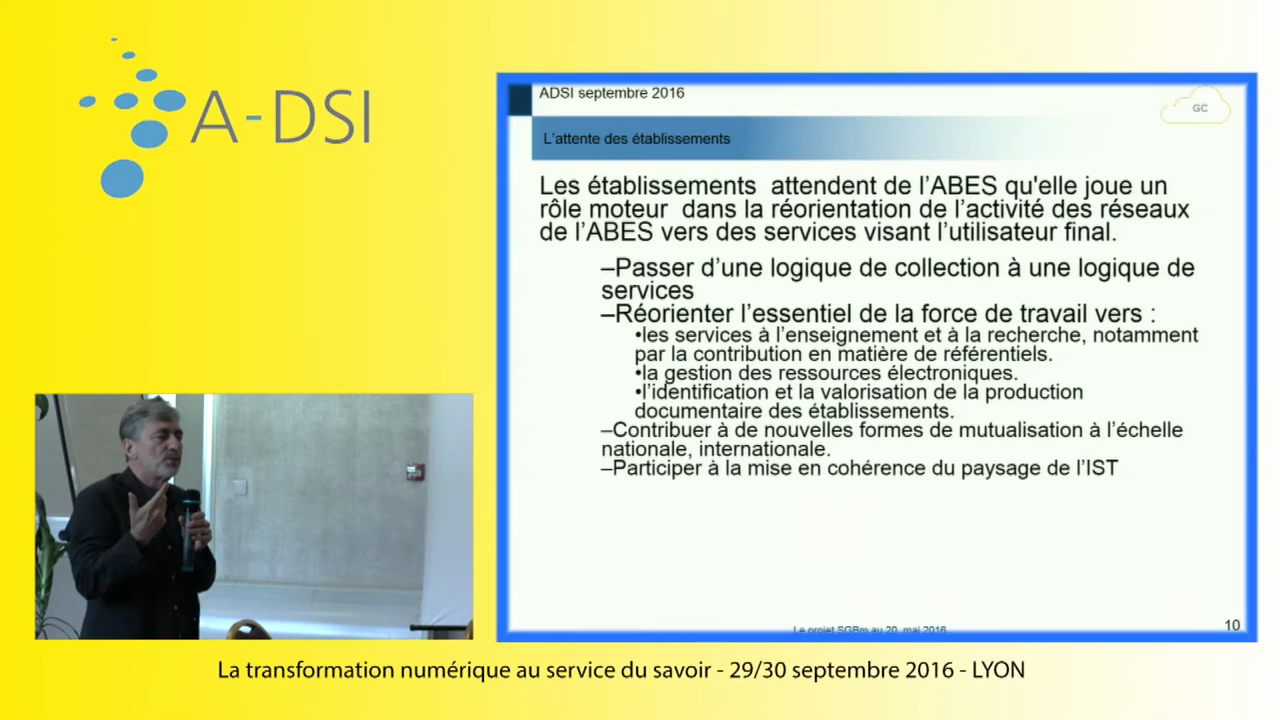 A-DSI
ADSI septembre 2016
GC
L'attente des établissements
Les établissements attendent de l'ABES qu'elle joue un
rôle moteur dans la réorientation de l'activité des réseaux
de l'ABES vers des services visant l'utilisateur final.
–Passer d'une logique de collection à une logique de
services
–Réorienter l'essentiel de la force de travail vers :
•les services à l'enseignement et à la recherche, notamment
par la contribution en matière de référentiels.
•la gestion des ressources électroniques.
•l'identification et la valorisation de la production
documentaire des établissements.
–Contribuer à de nouvelles formes de mutualisation à l'échelle
nationale, internationale.
–Participer à la mise en cohérence du paysage de l'IST
Le projet SGBm au 20 mai 2016
10
La transformation numérique au service du savoir - 29/30 septembre 2016 - LYON